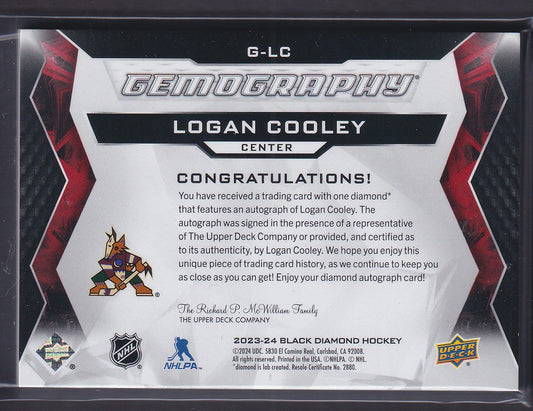 G-LC
GEMOGRAPHY®
LOGAN COOLEY
CENTER
CONGRATULATIONS!
You have received a trading card with one diamond*
that features an autograph of Logan Cooley. The
autograph was signed in the presence of a representative
of The Upper Deck Company or provided, and certified as
to its authenticity, by Logan Cooley. We hope you enjoy this
unique piece of trading card history, as we continue to keep you
as close as you can get! Enjoy your diamond autograph card!
The Richard P. McWilliam Family
THE UPPER DECK COMPANY
2023-24 BLACK DIAMOND HOCKEY
©2024 UDC. 5830 El Camino Real, Carlsbad, CA 92008.
All rights reserved. Printed in the USA. ©NHLPA. © NHL
*diamond is lab created. Resale Certificate No. 2880.
NHL
NHLPA
UPPER
DECK